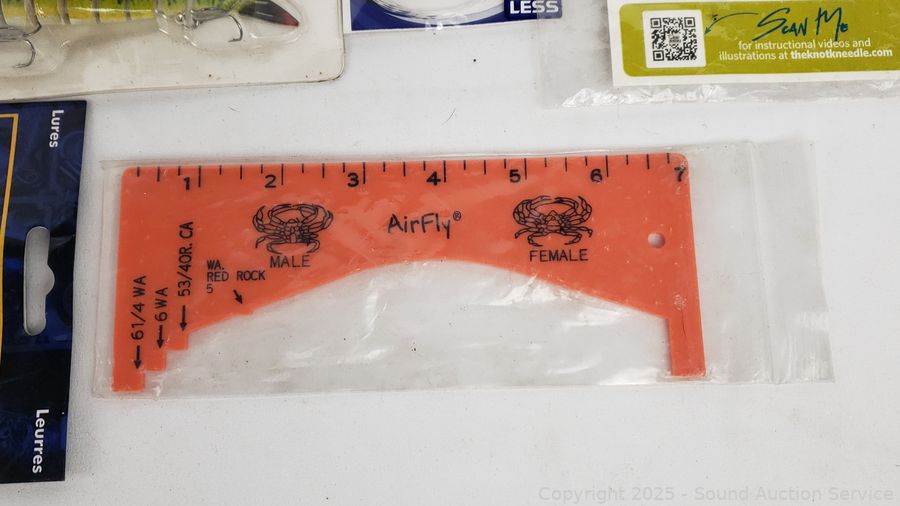 LESS
Scan Me
for instructional videos and
illustrations at theknotneedle.com
Lures
1 2 3 4 5 6 7
AirFly®
MALE
FEMALE
61/4 WA
6 WA
53/4OR. CA
WA.
RED ROCK
5
Leurres
Copyright 2025 - Sound Auction Service